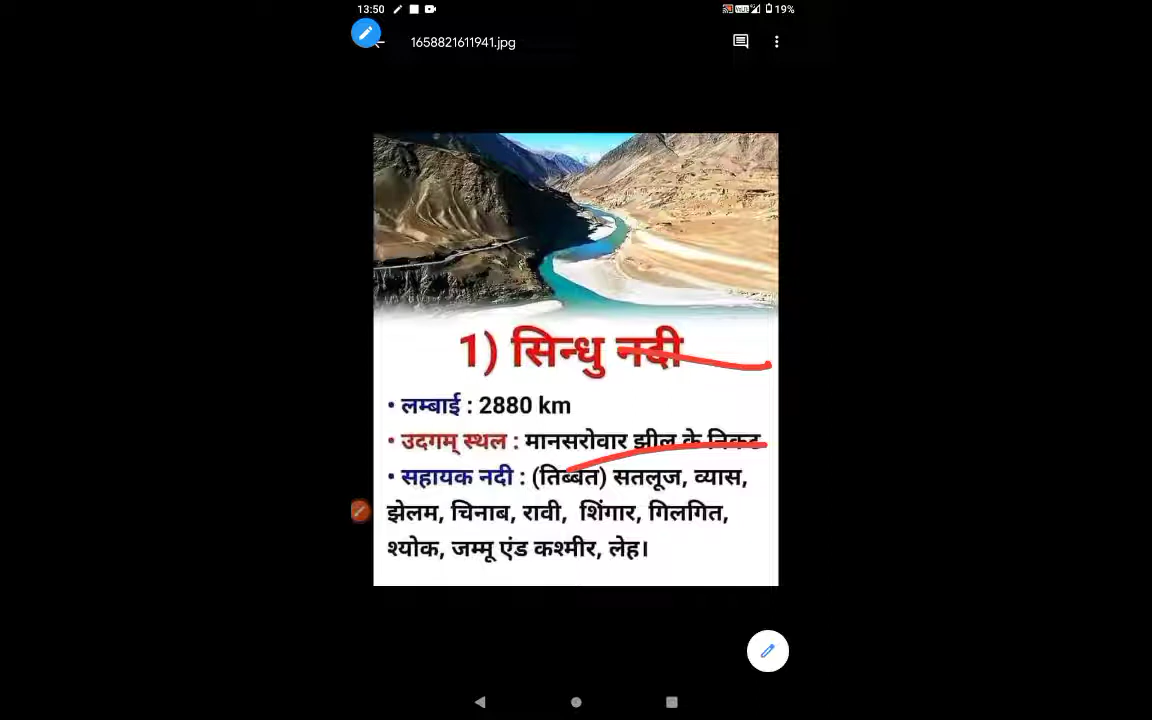 13:50
19%
1658821611941.jpg
1) सिन्धु नदी
• लम्बाई : 2880 km
• उदगम् स्थल : मानसरोवार झील के निकट
• सहायक नदी : (तिब्बत) सतलूज, व्यास,
झेलम, चिनाब, रावी, शिंगार, गिलगित,
श्योक, जम्मू एंड कश्मीर, लेह।